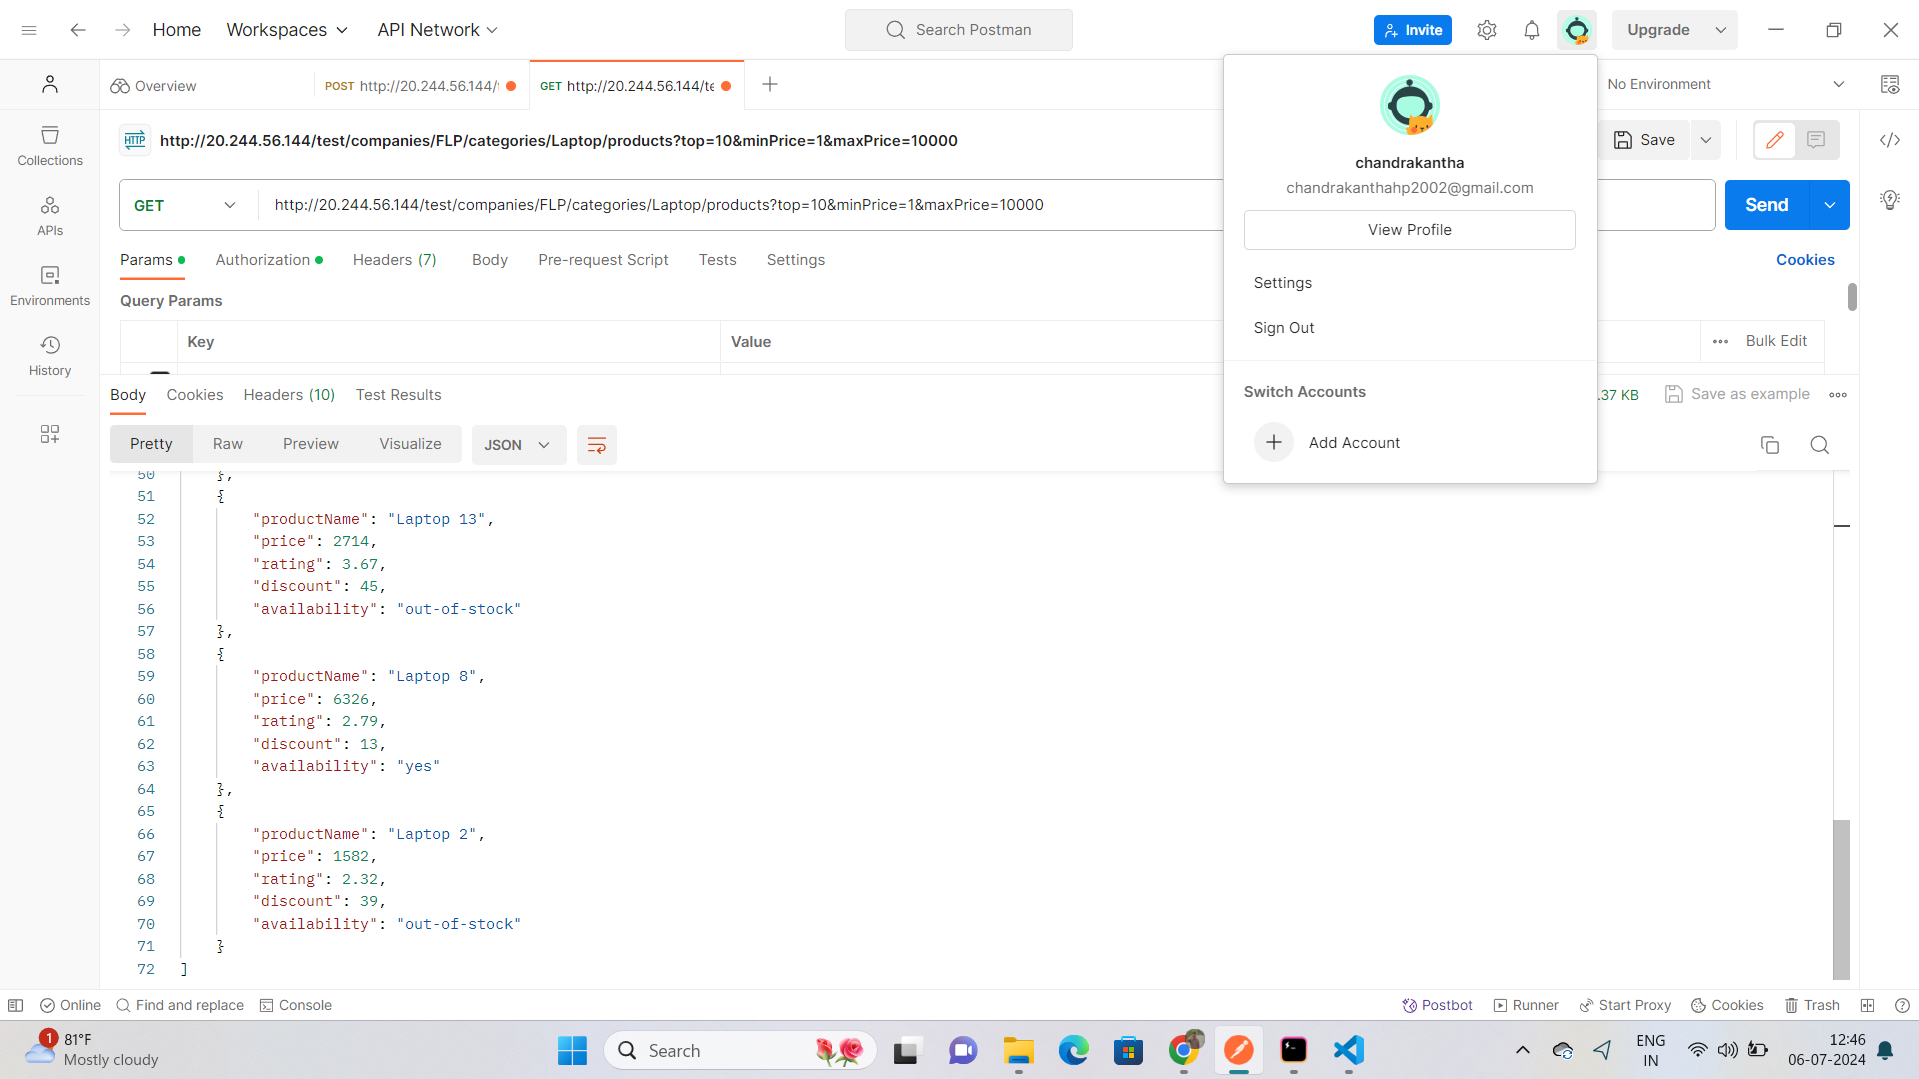 Home Workspaces API Network Search Postman Invite Upgrade
Overview POST http://20.244.56.144/ GET http://20.244.56.144/te No Environment
HTTP http://20.244.56.144/test/companies/FLP/categories/Laptop/products?top=10&minPrice=1&maxPrice=10000 Save
GET http://20.244.56.144/test/companies/FLP/categories/Laptop/products?top=10&minPrice=1&maxPrice=10000 Send
Params Authorization Headers (7) Body Pre-request Script Tests Settings Cookies
Query Params
Key Value Bulk Edit
Collections
APIs
Environments
History
chandrakantha
chandrakanthahp2002@gmail.com
View Profile
Settings
Sign Out
Switch Accounts
Add Account
Body Cookies Headers (10) Test Results .37 KB Save as example
Pretty Raw Preview Visualize JSON
50 },
51 {
52 "productName": "Laptop 13",
53 "price": 2714,
54 "rating": 3.67,
55 "discount": 45,
56 "availability": "out-of-stock"
57 },
58 {
59 "productName": "Laptop 8",
60 "price": 6326,
61 "rating": 2.79,
62 "discount": 13,
63 "availability": "yes"
64 },
65 {
66 "productName": "Laptop 2",
67 "price": 1582,
68 "rating": 2.32,
69 "discount": 39,
70 "availability": "out-of-stock"
71 }
72 ]
Online Find and replace Console Postbot Runner Start Proxy Cookies Trash
1 81°F
Mostly cloudy
Search
ENG
IN
12:46
06-07-2024